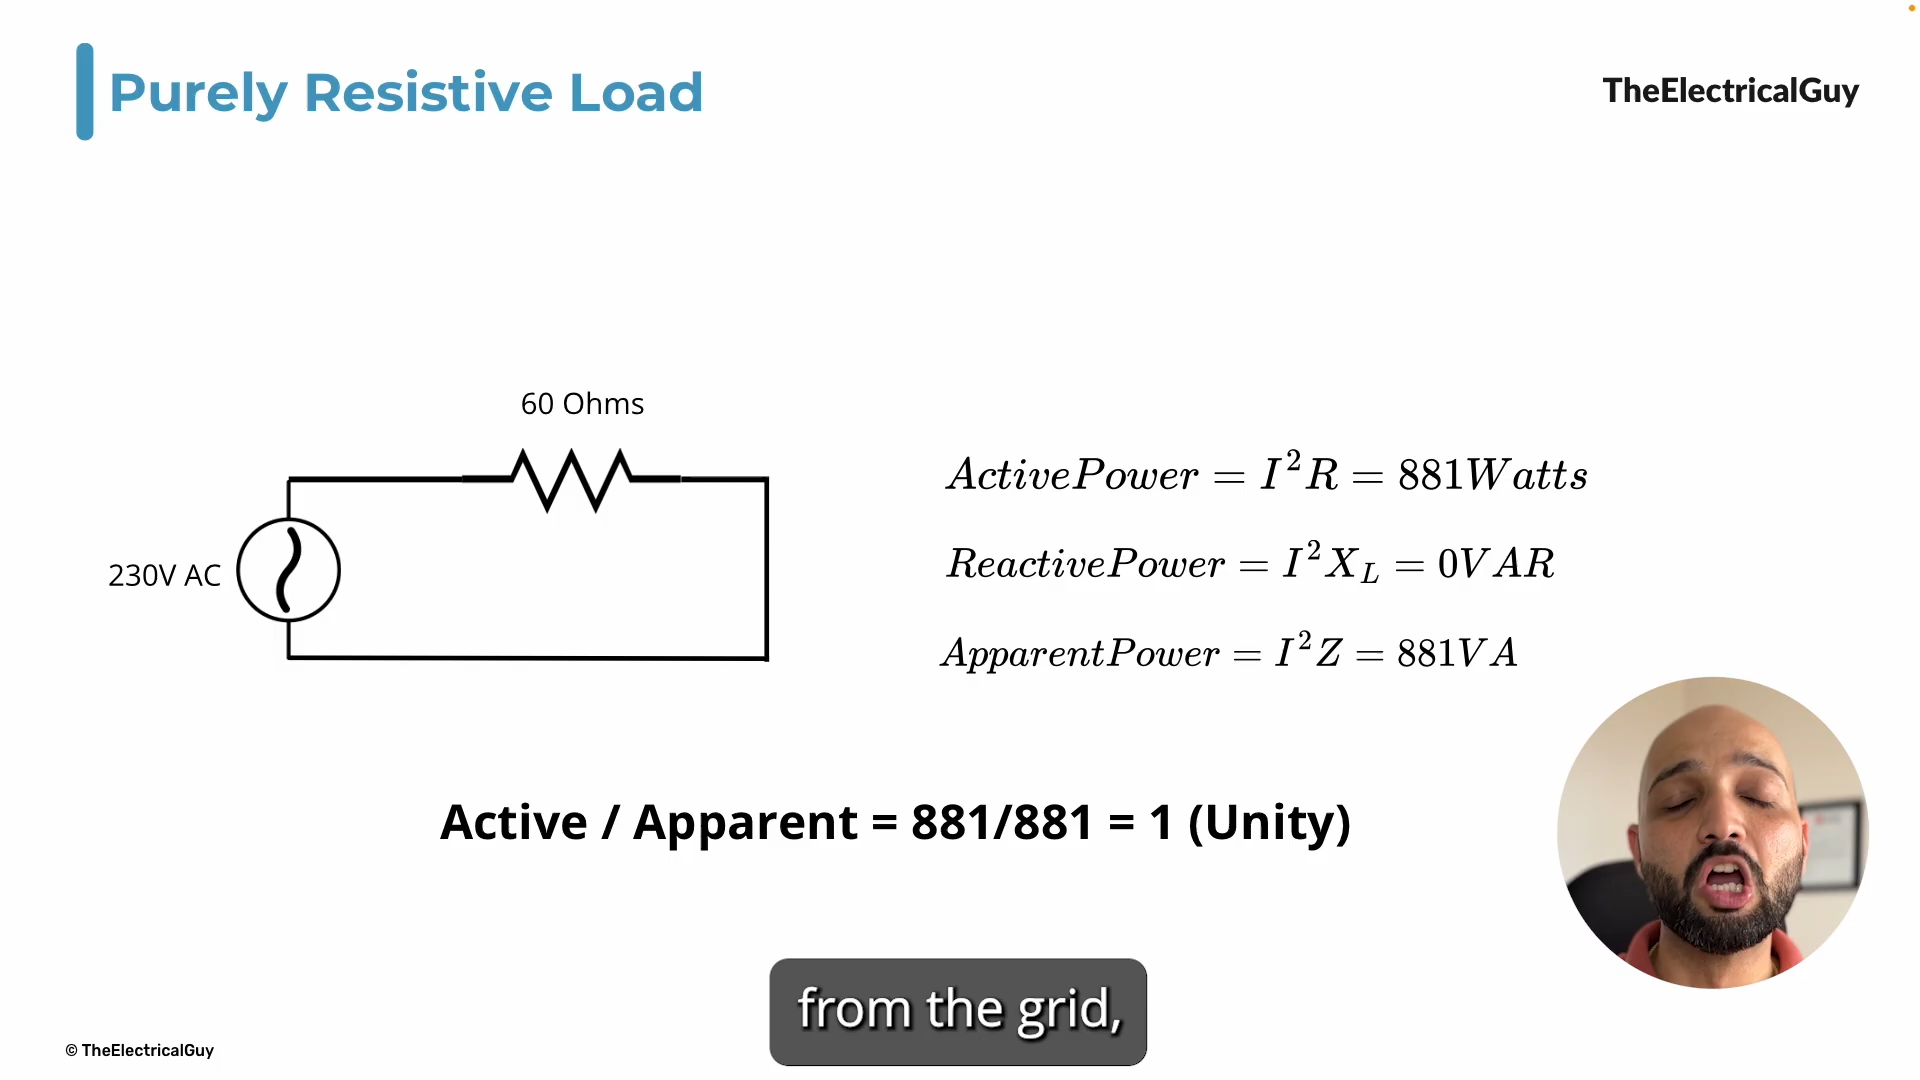 Purely Resistive Load
TheElectricalGuy
60 Ohms
230V AC
ActivePower = I²R = 881Watts
ReactivePower = I²X_L = 0VAR
ApparentPower = I²Z = 881VA
Active / Apparent = 881/881 = 1 (Unity)
from the grid,
© TheElectricalGuy